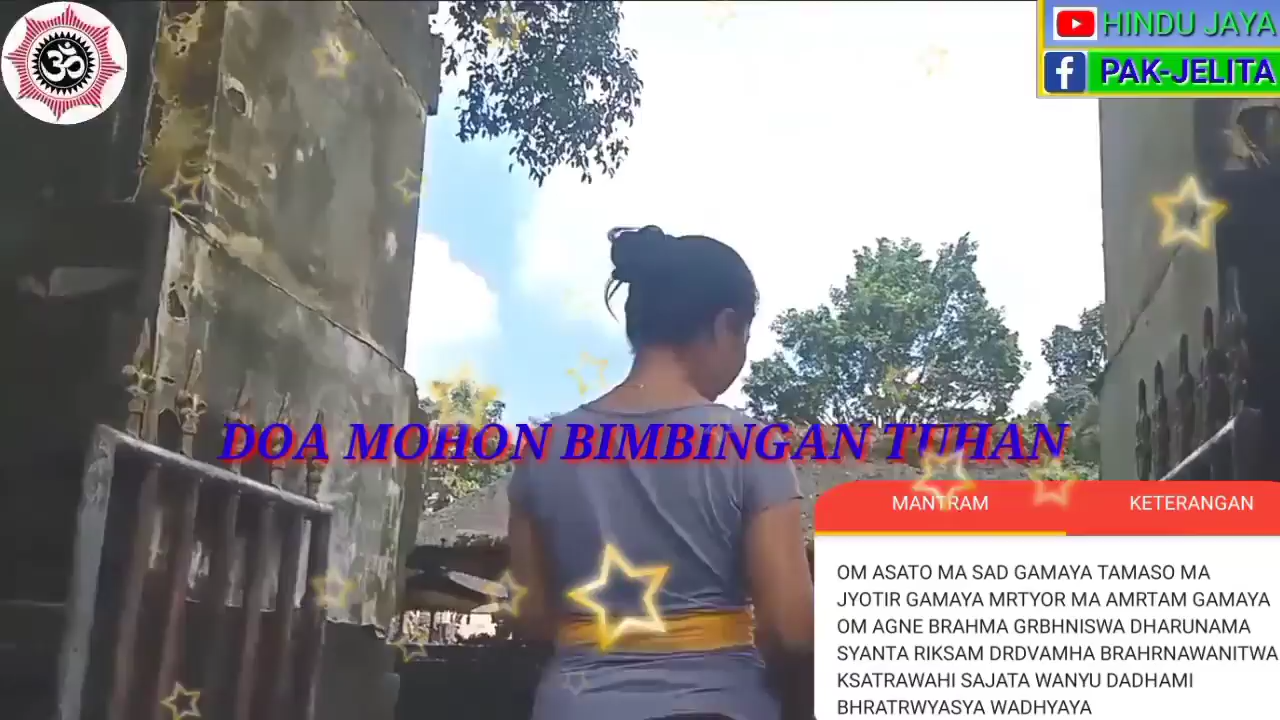 ॐ
HINDU JAYA
PAK-JELITA
DOA MOHON BIMBINGAN TUHAN
MANTRAM KETERANGAN
OM ASATO MA SAD GAMAYA TAMASO MA
JYOTIR GAMAYA MRTYOR MA AMRTAM GAMAYA
OM AGNE BRAHMA GRBHNISWA DHARUNAMA
SYANTA RIKSAM DRDVAMHA BRAHRNAWANITWA
KSATRAWAHI SAJATA WANYU DADHAMI
BHRATRWYASYA WADHYAYA